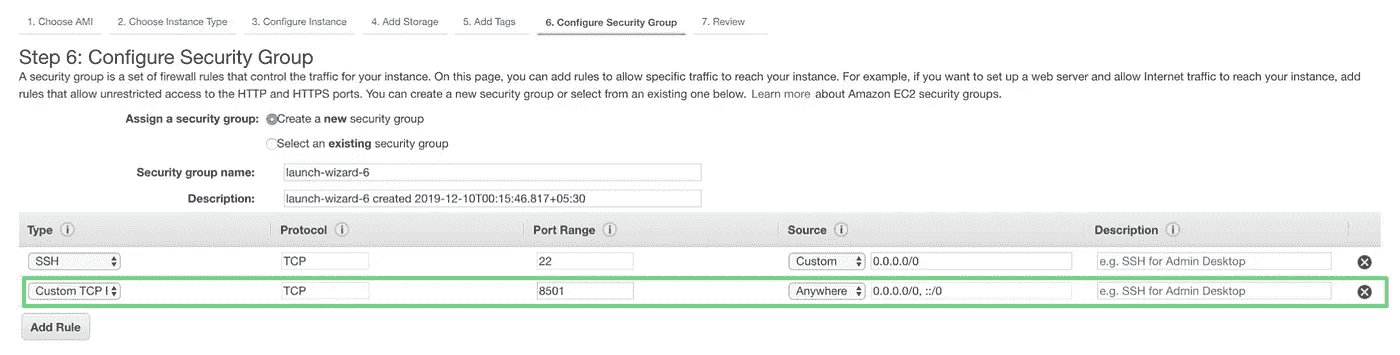 1. Choose AMI 2. Choose Instance Type 3. Configure Instance 4. Add Storage 5. Add Tags 6. Configure Security Group 7. Review
Step 6: Configure Security Group
A security group is a set of firewall rules that control the traffic for your instance. On this page, you can add rules to allow specific traffic to reach your instance. For example, if you want to set up a web server and allow Internet traffic to reach your instance, add
rules that allow unrestricted access to the HTTP and HTTPS ports. You can create a new security group or select from an existing one below. Learn more about Amazon EC2 security groups.
Assign a security group: Create a new security group
Select an existing security group
Security group name: launch-wizard-6
Description: launch-wizard-6 created 2019-12-10T00:15:46.817+05:30
Type i Protocol i Port Range i Source i Description i
SSH TCP 22 Custom 0.0.0.0/0 e.g. SSH for Admin Desktop
Custom TCP I TCP 8501 Anywhere 0.0.0.0/0, ::/0 e.g. SSH for Admin Desktop
Add Rule